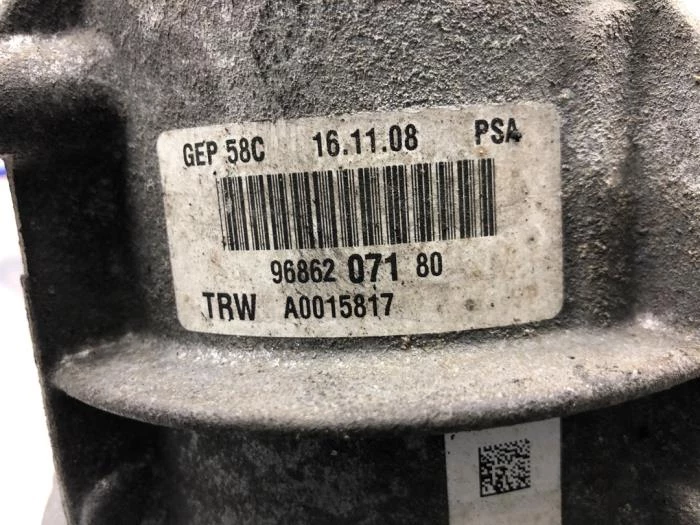 GEP 58C 16.11.08 PSA
96862 071 80
TRW A0015817